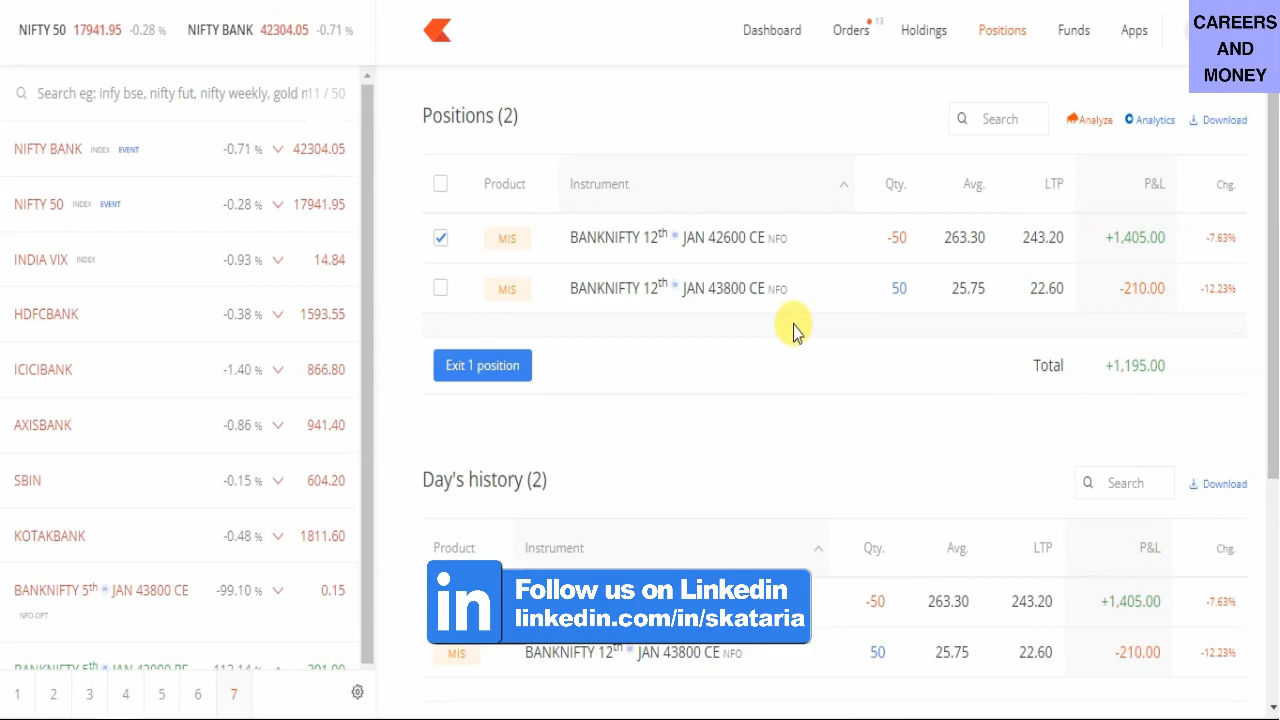 NIFTY 50 17941.95 -0.28 % NIFTY BANK 42304.05 -0.71 %
Dashboard Orders 13 Holdings Positions Funds Apps
CAREERS
AND
MONEY
Search eg: infy bse, nifty fut, nifty weekly, gold m 11 / 50
NIFTY BANK INDEX EVENT -0.71 % 42304.05
NIFTY 50 INDEX EVENT -0.28 % 17941.95
INDIA VIX INDEX -0.93 % 14.84
HDFCBANK -0.38 % 1593.55
ICICIBANK -1.40 % 866.80
AXISBANK -0.86 % 941.40
SBIN -0.15 % 604.20
KOTAKBANK -0.48 % 1811.60
BANKNIFTY 5th w JAN 43800 CE -99.10 % 0.15
NFO-OPT
1 2 3 4 5 6 7
Positions (2)
Search Analyze Analytics Download
Product Instrument Qty. Avg. LTP P&L Chg.
MIS BANKNIFTY 12th w JAN 42600 CE NFO -50 263.30 243.20 +1,405.00 -7.63%
MIS BANKNIFTY 12th w JAN 43800 CE NFO 50 25.75 22.60 -210.00 -12.23%
Exit 1 position Total +1,195.00
Day's history (2)
Search Download
Product Instrument Qty. Avg. LTP P&L Chg.
-50 263.30 243.20 +1,405.00 -7.63%
MIS BANKNIFTY 12th w JAN 43800 CE NFO 50 25.75 22.60 -210.00 -12.23%
in Follow us on Linkedin
linkedin.com/in/skataria